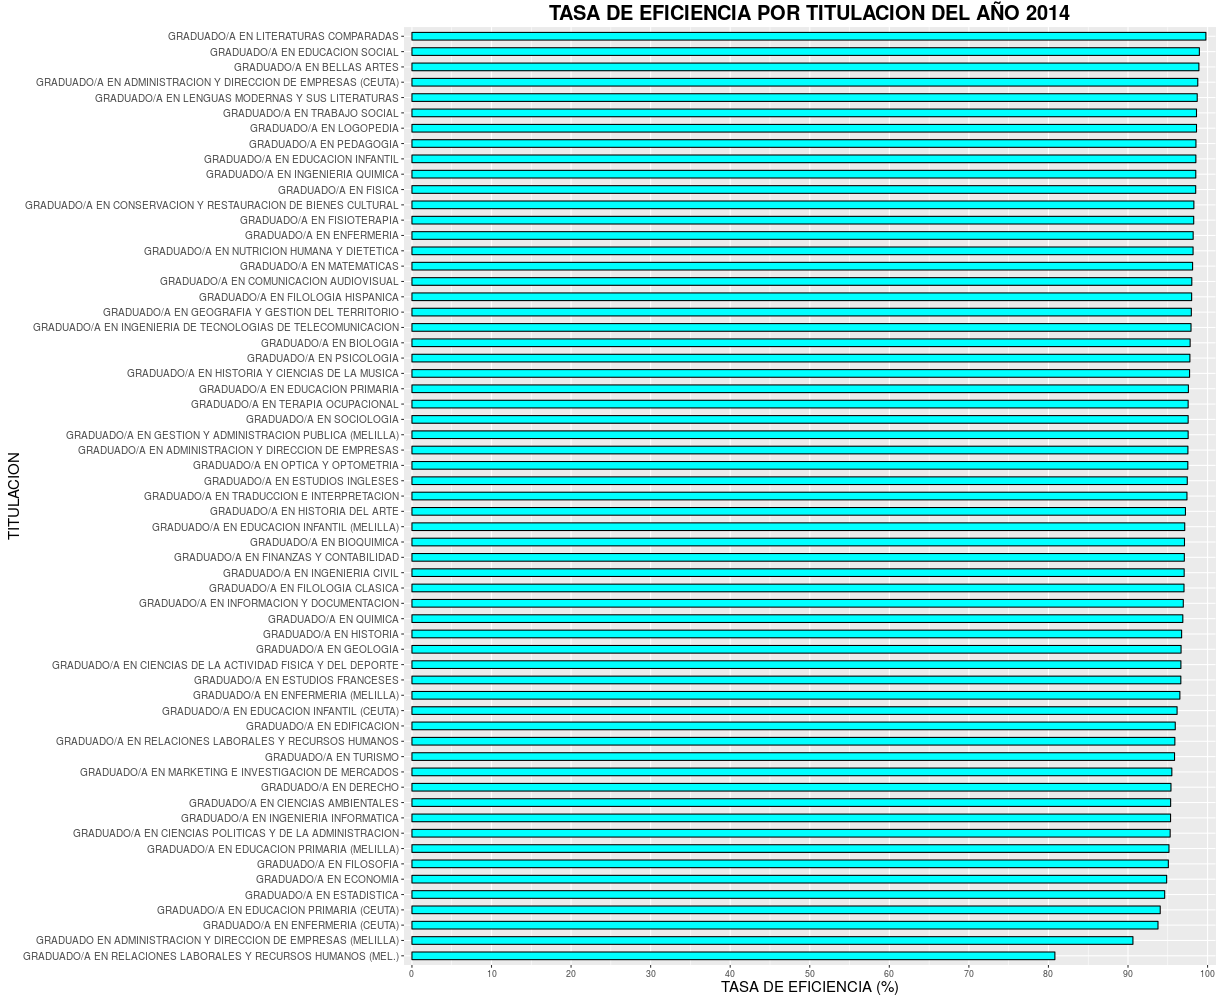 TASA DE EFICIENCIA POR TITULACION DEL AÑO 2014
TITULACION
GRADUADO/A EN LITERATURAS COMPARADAS
GRADUADO/A EN EDUCACION SOCIAL
GRADUADO/A EN BELLAS ARTES
GRADUADO/A EN ADMINISTRACION Y DIRECCION DE EMPRESAS (CEUTA)
GRADUADO/A EN LENGUAS MODERNAS Y SUS LITERATURAS
GRADUADO/A EN TRABAJO SOCIAL
GRADUADO/A EN LOGOPEDIA
GRADUADO/A EN PEDAGOGIA
GRADUADO/A EN EDUCACION INFANTIL
GRADUADO/A EN INGENIERIA QUIMICA
GRADUADO/A EN FISICA
GRADUADO/A EN CONSERVACION Y RESTAURACION DE BIENES CULTURAL
GRADUADO/A EN FISIOTERAPIA
GRADUADO/A EN ENFERMERIA
GRADUADO/A EN NUTRICION HUMANA Y DIETETICA
GRADUADO/A EN MATEMATICAS
GRADUADO/A EN COMUNICACION AUDIOVISUAL
GRADUADO/A EN FILOLOGIA HISPANICA
GRADUADO/A EN GEOGRAFIA Y GESTION DEL TERRITORIO
GRADUADO/A EN INGENIERIA DE TECNOLOGIAS DE TELECOMUNICACION
GRADUADO/A EN BIOLOGIA
GRADUADO/A EN PSICOLOGIA
GRADUADO/A EN HISTORIA Y CIENCIAS DE LA MUSICA
GRADUADO/A EN EDUCACION PRIMARIA
GRADUADO/A EN TERAPIA OCUPACIONAL
GRADUADO/A EN SOCIOLOGIA
GRADUADO/A EN GESTION Y ADMINISTRACION PUBLICA (MELILLA)
GRADUADO/A EN ADMINISTRACION Y DIRECCION DE EMPRESAS
GRADUADO/A EN OPTICA Y OPTOMETRIA
GRADUADO/A EN ESTUDIOS INGLESES
GRADUADO/A EN TRADUCCION E INTERPRETACION
GRADUADO/A EN HISTORIA DEL ARTE
GRADUADO/A EN EDUCACION INFANTIL (MELILLA)
GRADUADO/A EN BIOQUIMICA
GRADUADO/A EN FINANZAS Y CONTABILIDAD
GRADUADO/A EN INGENIERIA CIVIL
GRADUADO/A EN FILOLOGIA CLASICA
GRADUADO/A EN INFORMACION Y DOCUMENTACION
GRADUADO/A EN QUIMICA
GRADUADO/A EN HISTORIA
GRADUADO/A EN GEOLOGIA
GRADUADO/A EN CIENCIAS DE LA ACTIVIDAD FISICA Y DEL DEPORTE
GRADUADO/A EN ESTUDIOS FRANCESES
GRADUADO/A EN ENFERMERIA (MELILLA)
GRADUADO/A EN EDUCACION INFANTIL (CEUTA)
GRADUADO/A EN EDIFICACION
GRADUADO/A EN RELACIONES LABORALES Y RECURSOS HUMANOS
GRADUADO/A EN TURISMO
GRADUADO/A EN MARKETING E INVESTIGACION DE MERCADOS
GRADUADO/A EN DERECHO
GRADUADO/A EN CIENCIAS AMBIENTALES
GRADUADO/A EN INGENIERIA INFORMATICA
GRADUADO/A EN CIENCIAS POLITICAS Y DE LA ADMINISTRACION
GRADUADO/A EN EDUCACION PRIMARIA (MELILLA)
GRADUADO/A EN FILOSOFIA
GRADUADO/A EN ECONOMIA
GRADUADO/A EN ESTADISTICA
GRADUADO/A EN EDUCACION PRIMARIA (CEUTA)
GRADUADO/A EN ENFERMERIA (CEUTA)
GRADUADO EN ADMINISTRACION Y DIRECCION DE EMPRESAS (MELILLA)
GRADUADO/A EN RELACIONES LABORALES Y RECURSOS HUMANOS (MEL.)
0 10 20 30 40 50 60 70 80 90 100
TASA DE EFICIENCIA (%)